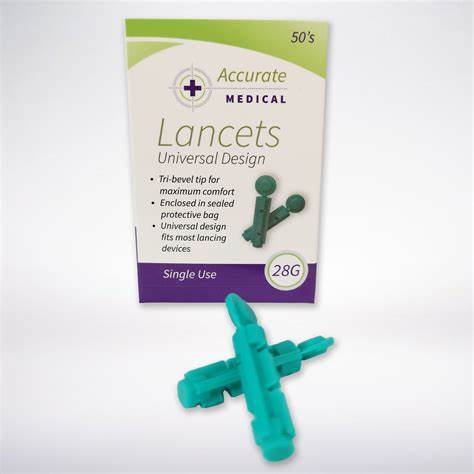 50's
Accurate
MEDICAL
Lancets
Universal Design
• Tri-bevel tip for
maximum comfort
• Enclosed in sealed
protective bag
• Universal design
fits most lancing
devices
Single Use
28G